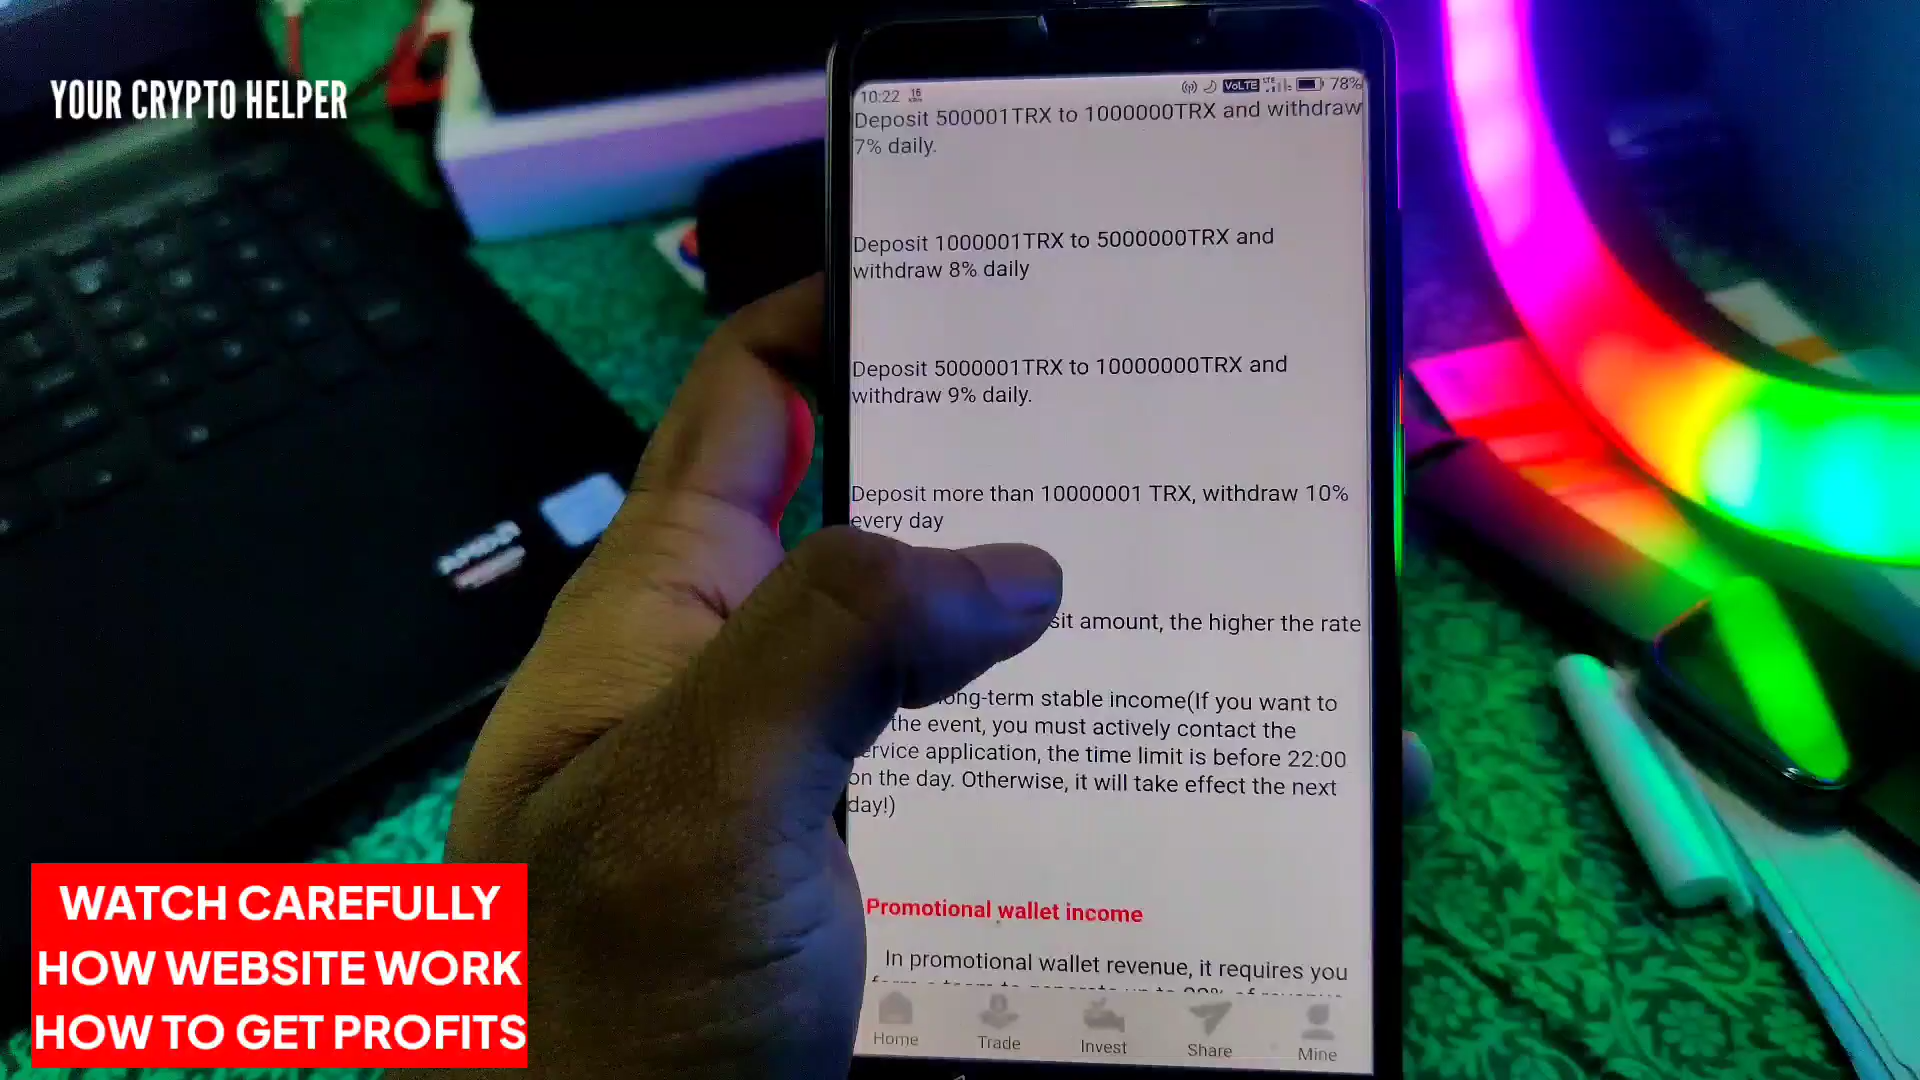 YOUR CRYPTO HELPER
10:22
VoLTE
LTE
78%
Deposit 500001TRX to 1000000TRX and withdraw
7% daily.
Deposit 1000001TRX to 5000000TRX and
withdraw 8% daily
Deposit 5000001TRX to 10000000TRX and
withdraw 9% daily.
Deposit more than 10000001 TRX, withdraw 10%
every day
amount, the higher the rate
stable income(If you want to
the event, you must actively contact the
application, the time limit is before 22:00
on the day. Otherwise, it will take effect the next
day!)
Promotional wallet income
In promotional wallet revenue, it requires you
Home
Trade
Invest
Share
Mine
WATCH CAREFULLY
HOW WEBSITE WORK
HOW TO GET PROFITS